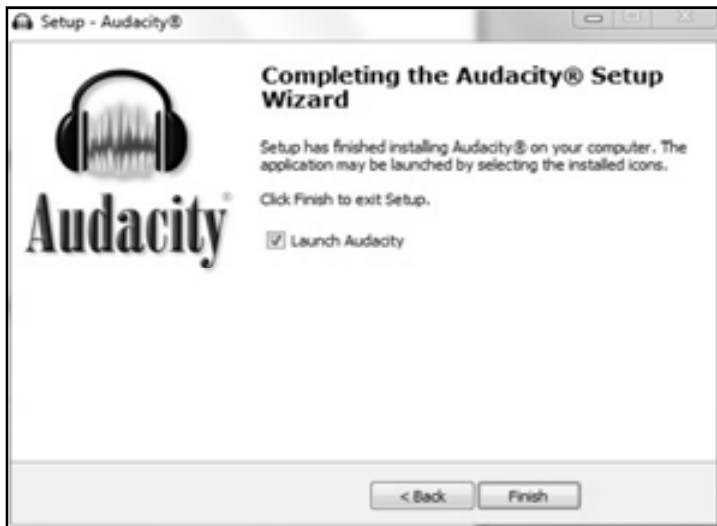 Setup - Audacity®
Completing the Audacity® Setup
Wizard
Setup has finished installing Audacity® on your computer. The
application may be launched by selecting the installed icons.
Click Finish to exit Setup.
Audacity®
Launch Audacity
< Back
Finish